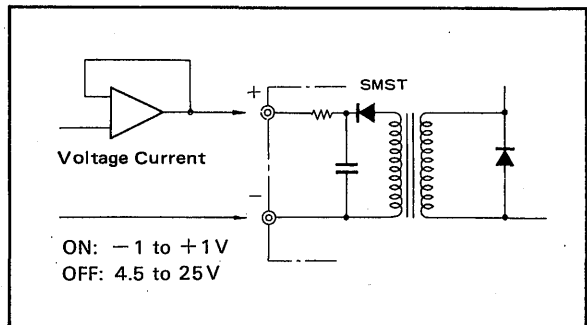 SMST
+
Voltage Current
−
ON: −1 to +1V
OFF: 4.5 to 25V